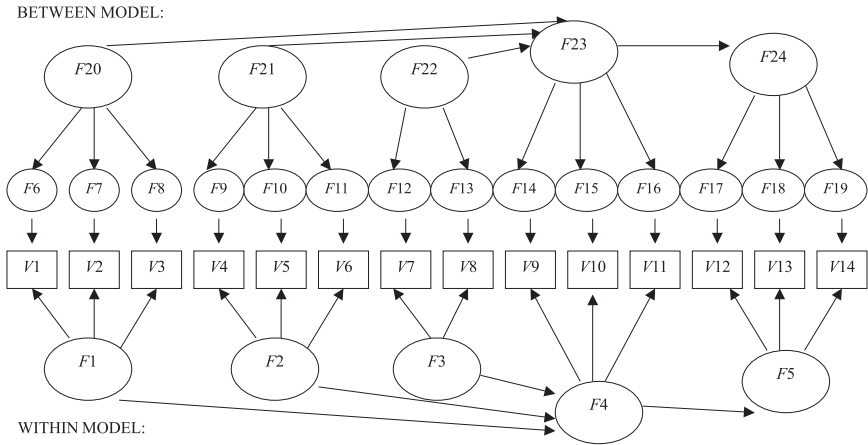 BETWEEN MODEL:
F20 F21 F22 F23 F24
F6 F7 F8 F9 F10 F11 F12 F13 F14 F15 F16 F17 F18 F19
V1 V2 V3 V4 V5 V6 V7 V8 V9 V10 V11 V12 V13 V14
F1 F2 F3 F4 F5
WITHIN MODEL: